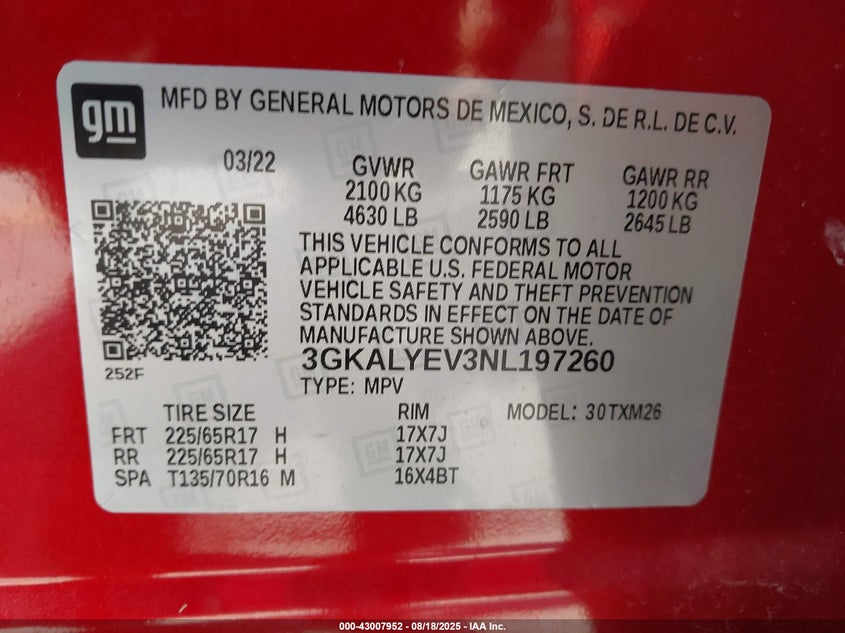 gm
MFD BY GENERAL MOTORS DE MEXICO, S. DE R.L. DE C.V.
03/22
GVWR GAWR FRT GAWR RR
2100 KG 1175 KG 1200 KG
4630 LB 2590 LB 2645 LB
THIS VEHICLE CONFORMS TO ALL
APPLICABLE U.S. FEDERAL MOTOR
VEHICLE SAFETY AND THEFT PREVENTION
STANDARDS IN EFFECT ON THE DATE OF
MANUFACTURE SHOWN ABOVE.
252F
3GKALYEV3NL197260
TYPE: MPV
TIRE SIZE RIM MODEL: 30TXM26
FRT 225/65R17 H 17X7J
RR 225/65R17 H 17X7J
SPA T135/70R16 M 16X4BT
000-43007952 - 08/18/2025 - IAA Inc.